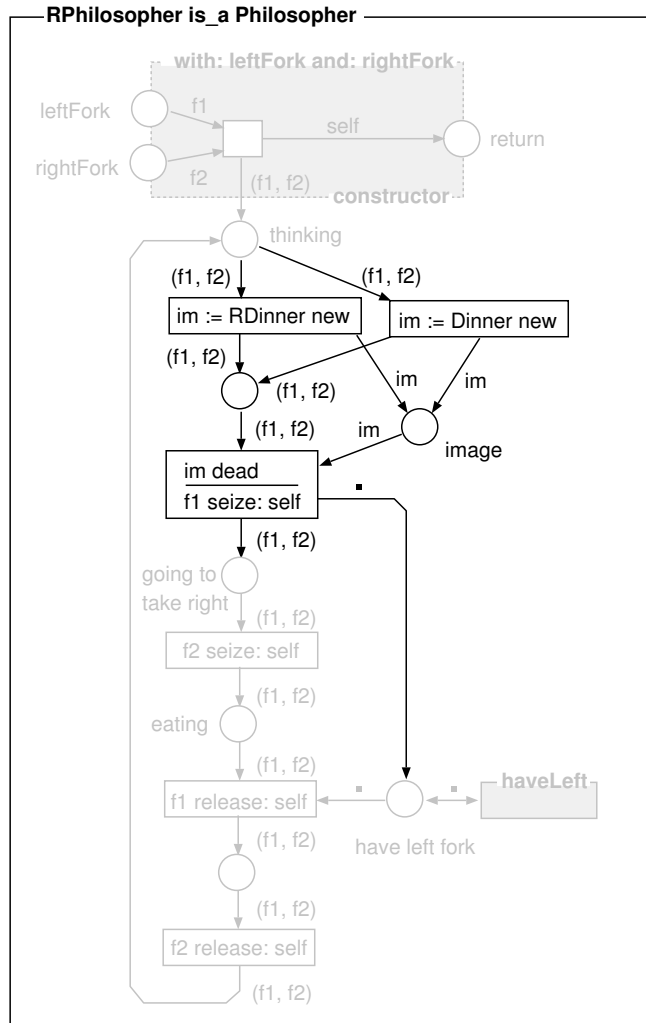 RPhilosopher is_a Philosopher
with: leftFork and: rightFork
leftFork
f1
self
return
rightFork
f2
(f1, f2)
constructor
thinking
(f1, f2)
(f1, f2)
im := RDinner new
im := Dinner new
(f1, f2)
(f1, f2)
im
im
(f1, f2)
im
image
im dead
f1 seize: self
(f1, f2)
going to
take right
(f1, f2)
f2 seize: self
(f1, f2)
eating
(f1, f2)
haveLeft
f1 release: self
(f1, f2)
have left fork
(f1, f2)
f2 release: self
(f1, f2)